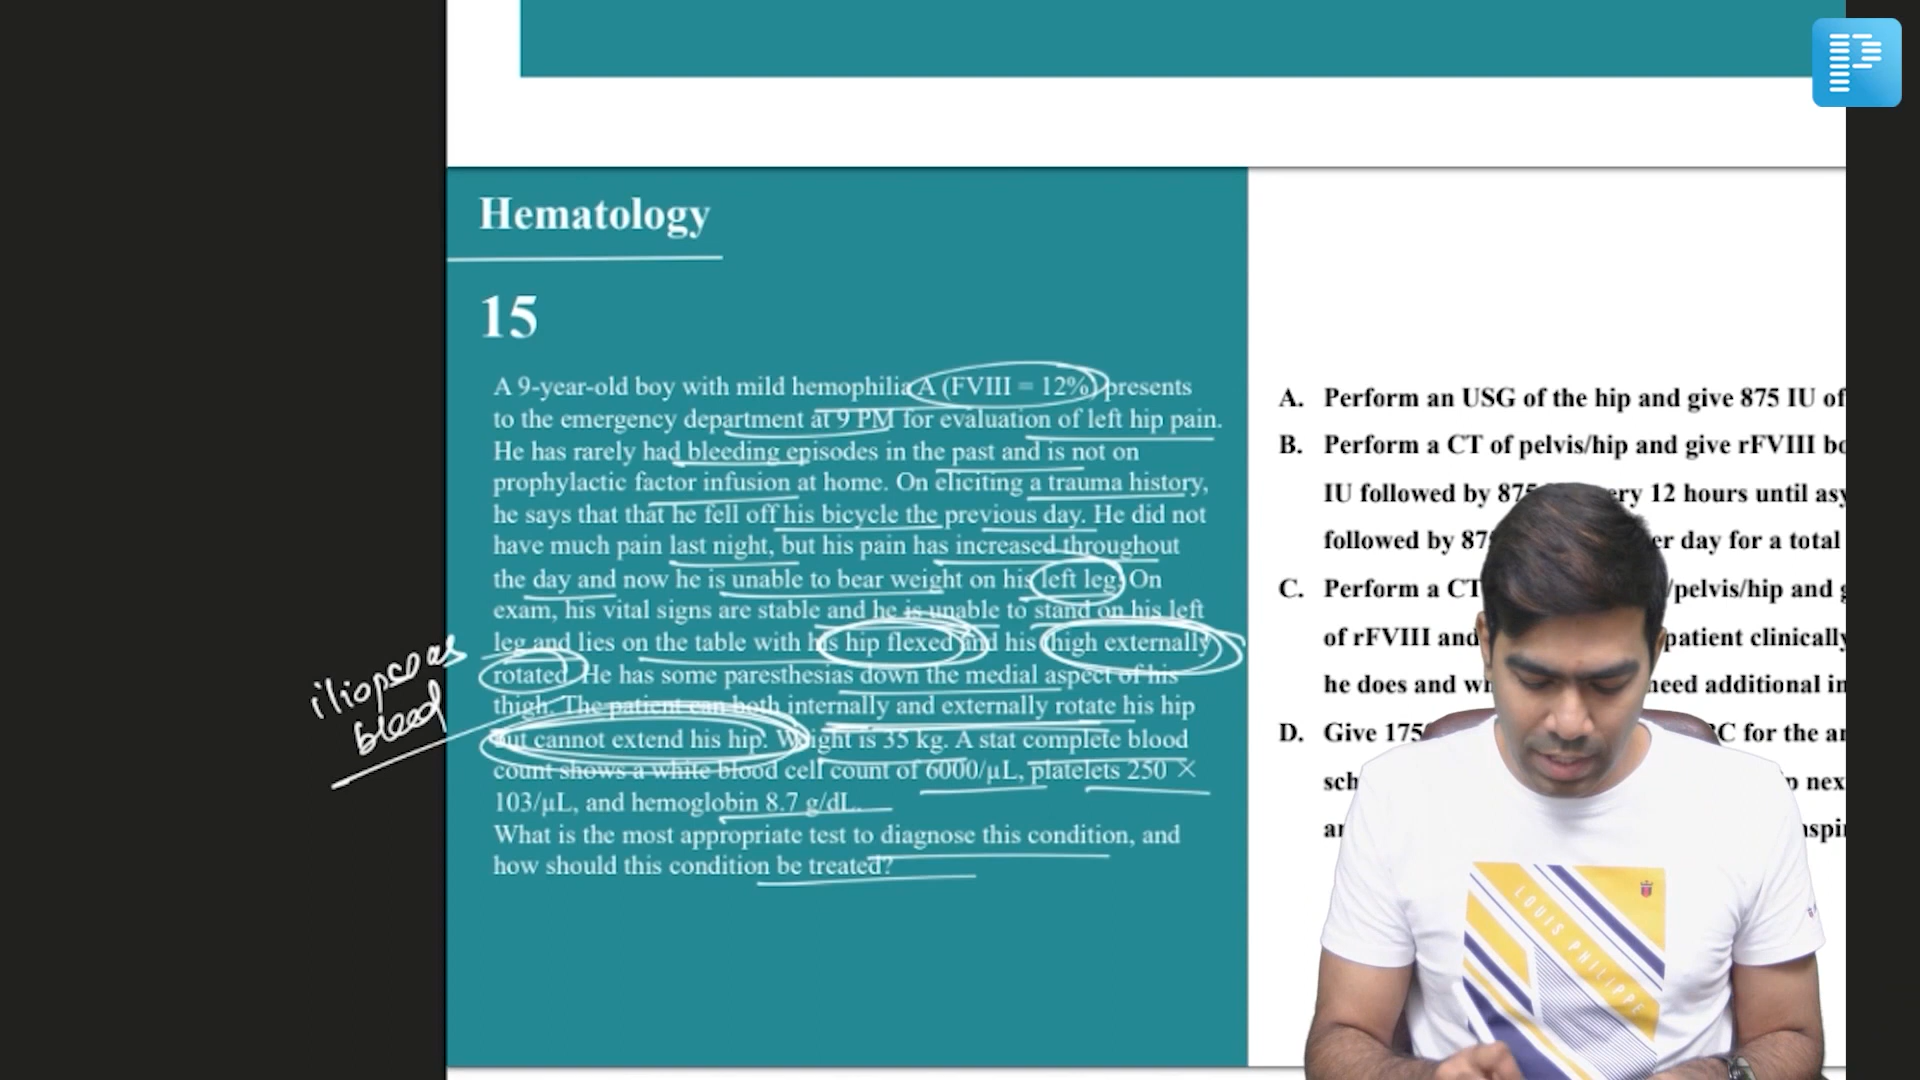 Hematology
15
A 9-year-old boy with mild hemophilia A (FVIII = 12%) presents
to the emergency department at 9 PM for evaluation of left hip pain.
He has rarely had bleeding episodes in the past and is not on
prophylactic factor infusion at home. On eliciting a trauma history,
he says that that he fell off his bicycle the previous day. He did not
have much pain last night, but his pain has increased throughout
the day and now he is unable to bear weight on his left leg. On
exam, his vital signs are stable and he is unable to stand on his left
leg and lies on the table with his hip flexed and his thigh externally
rotated. He has some paresthesias down the medial aspect of his
thigh. The patient can both internally and externally rotate his hip
but cannot extend his hip. Weight is 35 kg. A stat complete blood
count shows a white blood cell count of 6000/µL, platelets 250 ×
103/µL, and hemoglobin 8.7 g/dL.
What is the most appropriate test to diagnose this condition, and
how should this condition be treated?
iliopsoas
bleed
A. Perform an USG of the hip and give 875 IU of
B. Perform a CT of pelvis/hip and give rFVIII
IU followed by 12 hours until
followed by day for a total
C. Perform a CT /pelvis/hip and
of rFVIII and patient clinically
he does and need additional
D. Give for the
LOUIS PHILIPPE